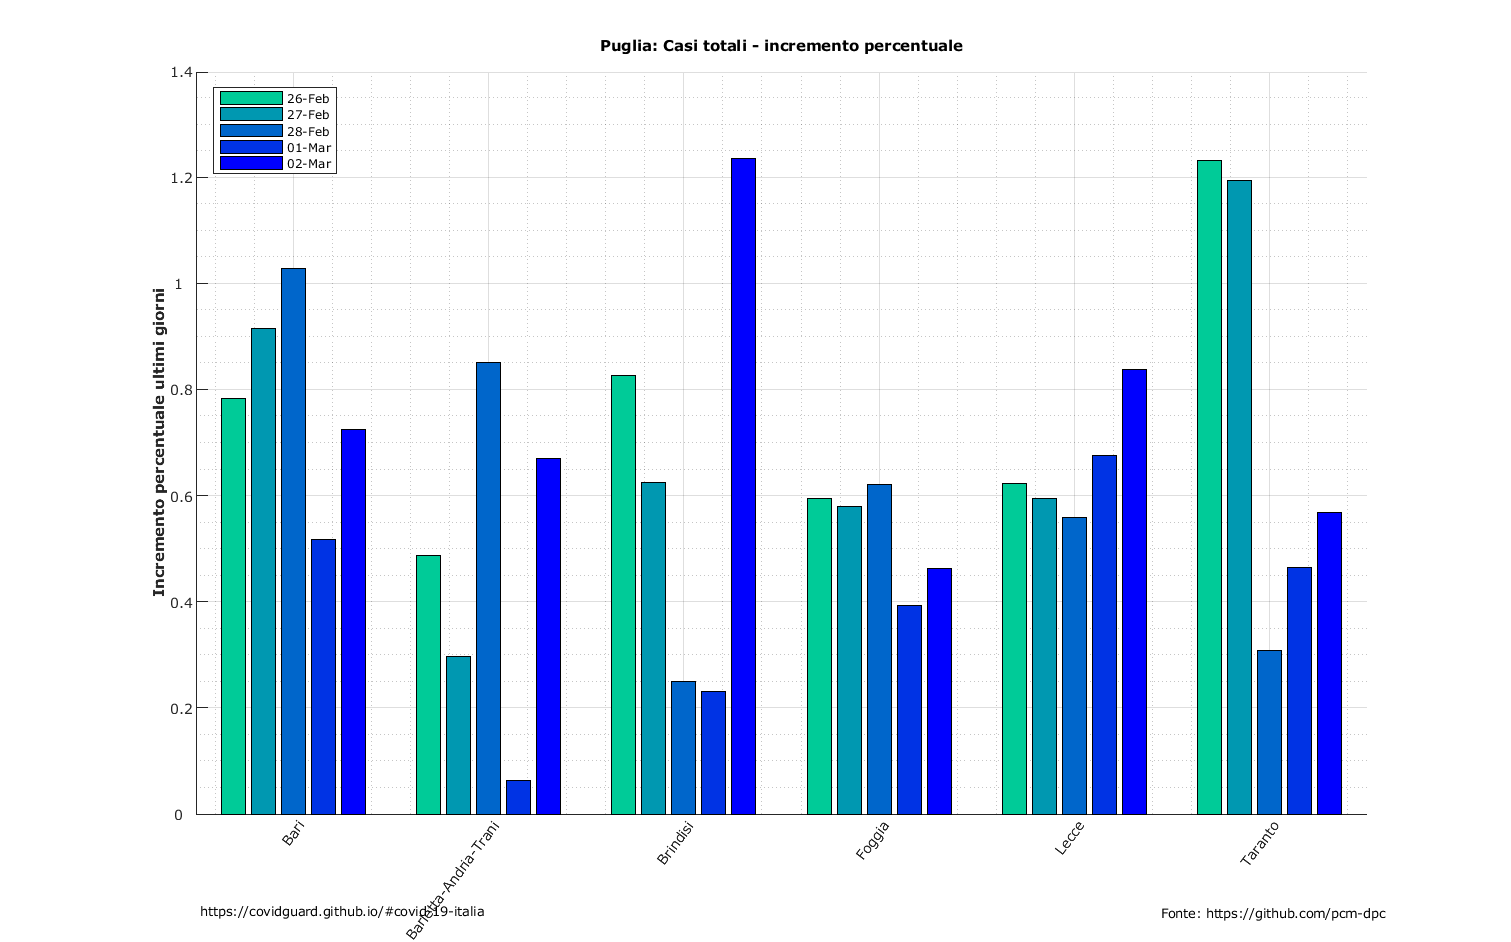 Puglia: Casi totali - incremento percentuale
1.4
1.2
1
0.8
0.6
0.4
0.2
0
Incremento percentuale ultimi giorni
26-Feb
27-Feb
28-Feb
01-Mar
02-Mar
Bari
Barletta-Andria-Trani
Brindisi
Foggia
Lecce
Taranto
https://covidguard.github.io/#covid-19-italia
Fonte: https://github.com/pcm-dpc